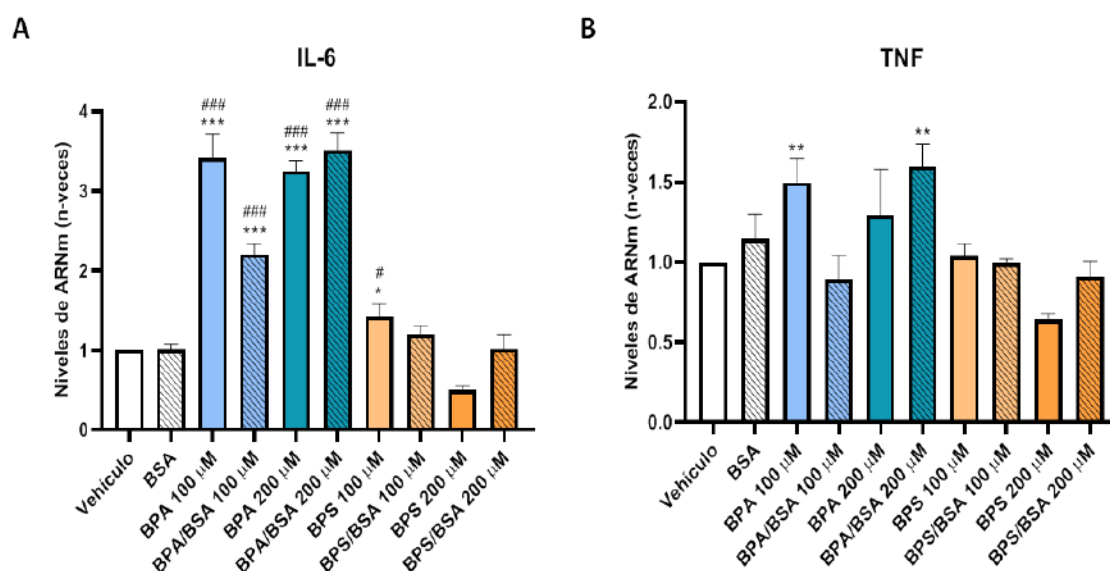 A
IL-6
Niveles de ARNm (n-veces)
4
3
2
1
0
###
***
###
***
###
***
###
***
#
*
Vehículo
BSA
BPA 100 μM
BPA/BSA 100 μM
BPA 200 μM
BPA/BSA 200 μM
BPS 100 μM
BPS/BSA 100 μM
BPS 200 μM
BPS/BSA 200 μM
B
TNF
Niveles de ARNm (n-veces)
2.0
1.5
1.0
0.5
0.0
**
**
Vehículo
BSA
BPA 100 μM
BPA/BSA 100 μM
BPA 200 μM
BPA/BSA 200 μM
BPS 100 μM
BPS/BSA 100 μM
BPS 200 μM
BPS/BSA 200 μM